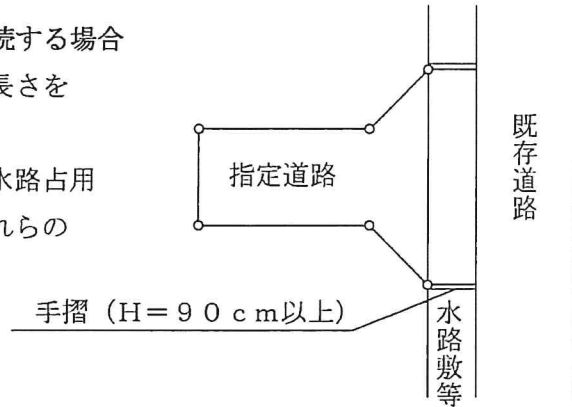 続する場合
長さを
水路占用
れらの
指定道路
既存道路
手摺（H＝９０ｃｍ以上）
水路敷等